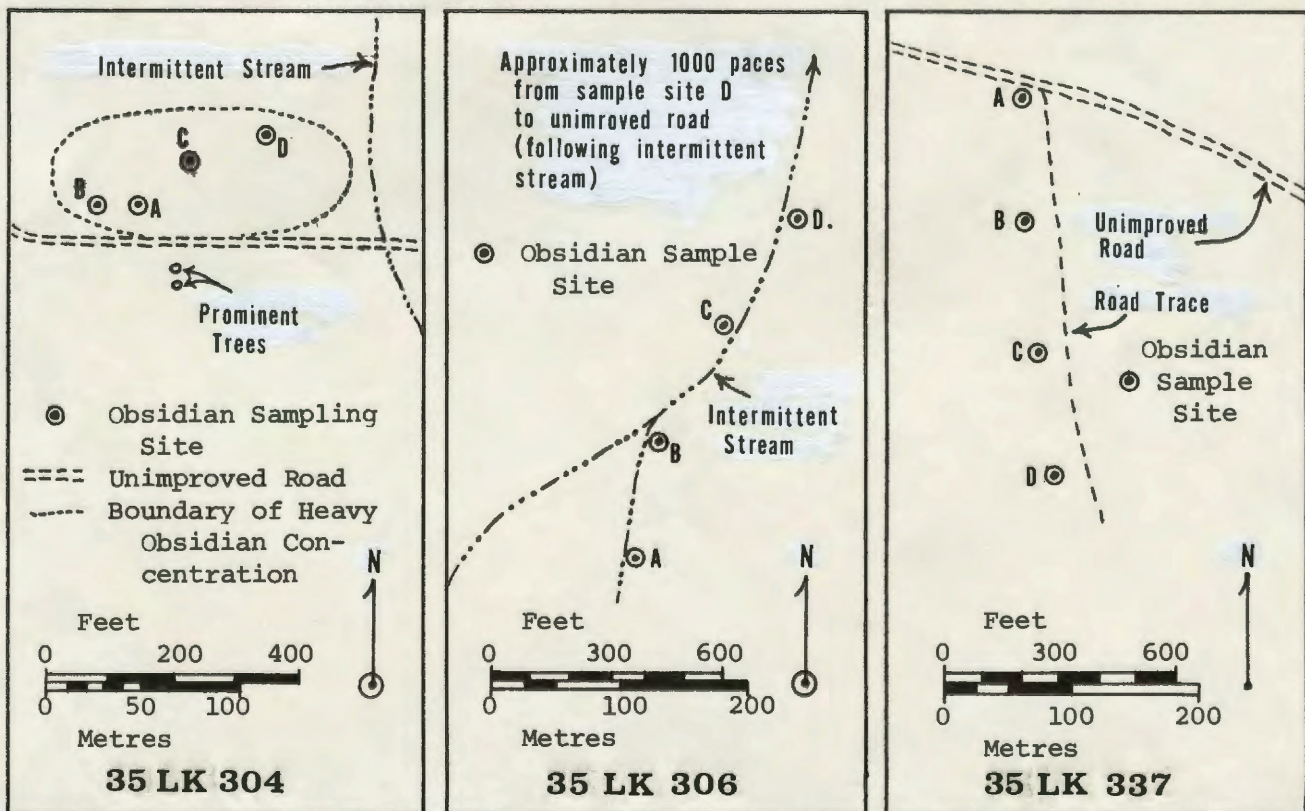 Intermittent Stream
C
D
B
A
Prominent
Trees
Obsidian Sampling
Site
Unimproved Road
Boundary of Heavy
Obsidian Con-
centration
N
Feet
0 200 400
0 50 100
Metres
35 LK 304
Approximately 1000 paces
from sample site D
to unimroved road
(following intermittent
stream)
D.
Obsidian Sample
Site
C
Intermittent
Stream
B
A
N
Feet
0 300 600
0 100 200
Metres
35 LK 306
A
B
Unimproved
Road
Road Trace
C
Obsidian
Sample
Site
D
N
Feet
0 300 600
0 100 200
Metres
35 LK 337